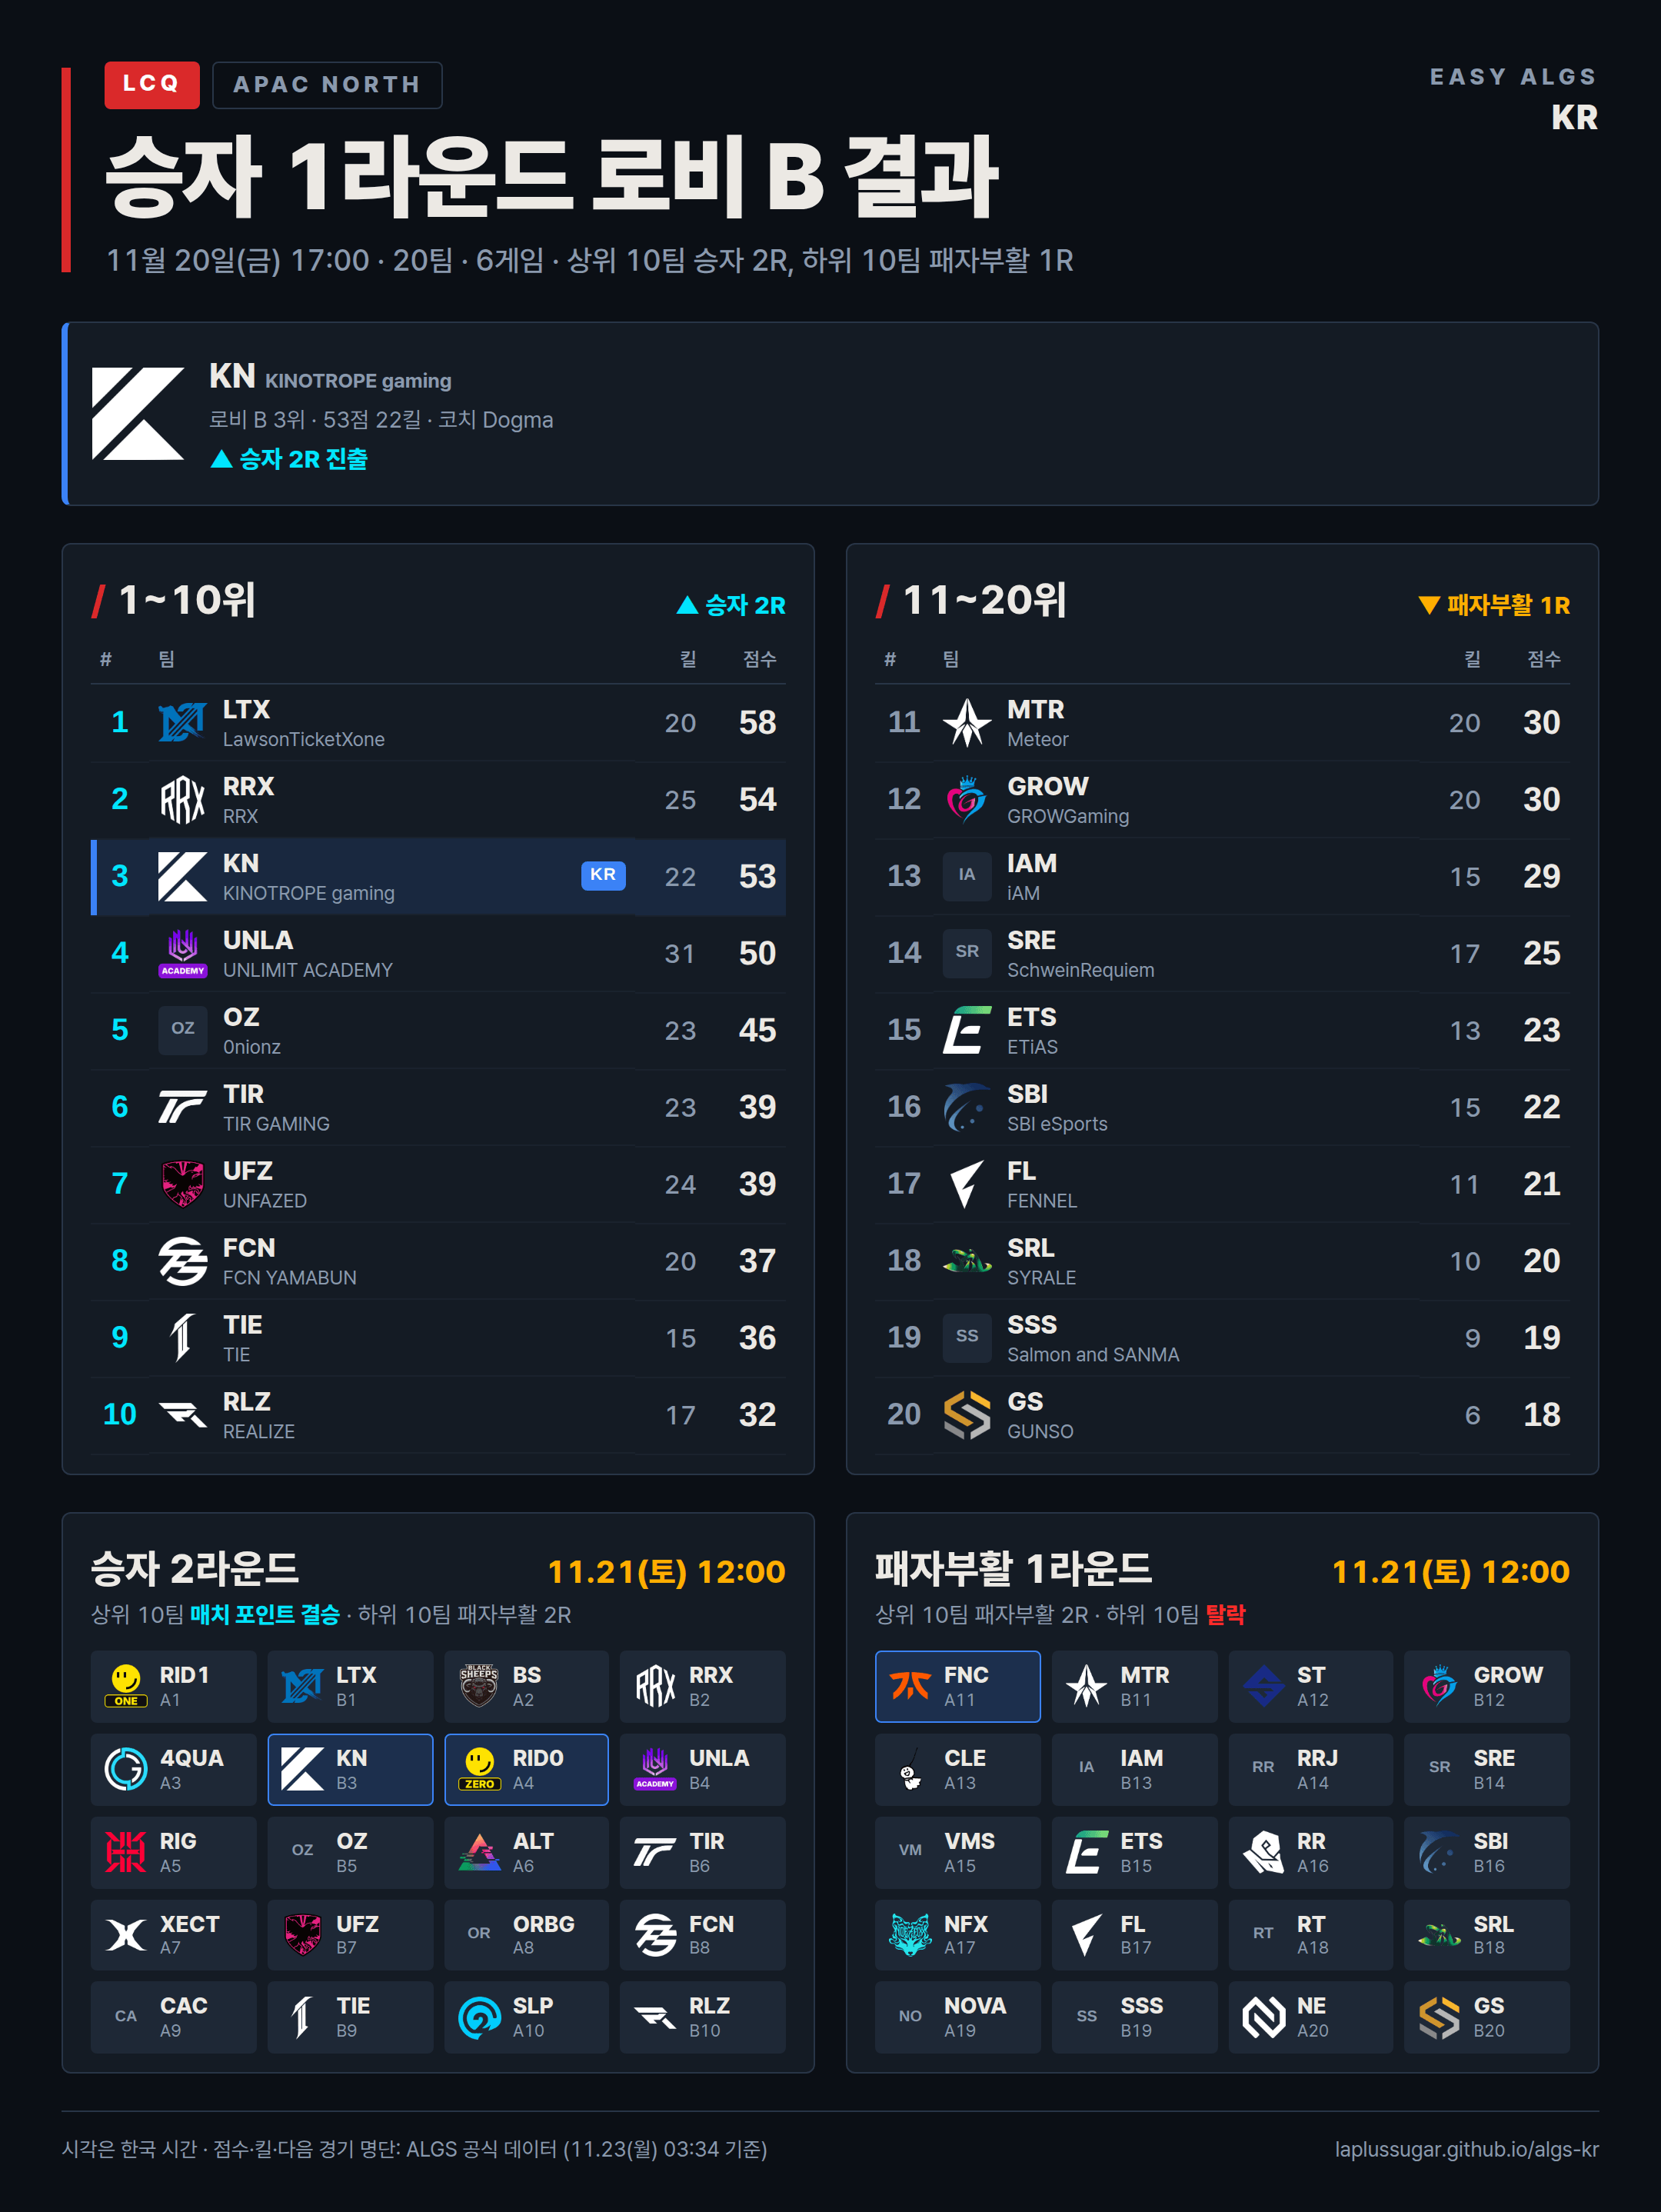 LCQ APAC NORTH
EASY ALGS
KR
승자 1라운드 로비 B 결과
11월 20일(금) 17:00 · 20팀 · 6게임 · 상위 10팀 승자 2R, 하위 10팀 패자부활 1R
KN KINOTROPE gaming
로비 B 3위 · 53점 22킬 · 코치 Dogma
▲ 승자 2R 진출
/ 1~10위 ▲ 승자 2R
# 팀 킬 점수
1 LTX 20 58
LawsonTicketXone
2 RRX RRX 25 54
RRX
3 KN KR 22 53
KINOTROPE gaming
4 UNLA 31 50
ACADEMY UNLIMIT ACADEMY
5 OZ OZ 23 45
0nionz
6 TIR 23 39
TIR GAMING
7 UFZ 24 39
UNFAZED
8 FCN 20 37
FCN YAMABUN
9 TIE 15 36
TIE
10 RLZ 17 32
REALIZE
/ 11~20위 ▼ 패자부활 1R
# 팀 킬 점수
11 MTR 20 30
Meteor
12 GROW 20 30
GROWGaming
13 IA IAM 15 29
iAM
14 SR SRE 17 25
SchweinRequiem
15 ETS 13 23
ETiAS
16 SBI 15 22
SBI eSports
17 FL 11 21
FENNEL
18 SRL 10 20
SYRALE
19 SS SSS 9 19
Salmon and SANMA
20 GS 6 18
GUNSO
승자 2라운드 11.21(토) 12:00
상위 10팀 매치 포인트 결승 · 하위 10팀 패자부활 2R
ONE RID1 LTX BLACK SHEEPS BS RRX RRX
A1 B1 A2 B2
4QUA KN ZERO RID0 ACADEMY UNLA
A3 B3 A4 B4
RIG OZ OZ ALT TIR
A5 B5 A6 B6
XECT UFZ OR ORBG FCN
A7 B7 A8 B8
CA CAC TIE SLP RLZ
A9 B9 A10 B10
패자부활 1라운드 11.21(토) 12:00
상위 10팀 패자부활 2R · 하위 10팀 탈락
FNC MTR ST GROW
A11 B11 A12 B12
CLE IA IAM RR RRJ SR SRE
A13 B13 A14 B14
VM VMS ETS RR SBI
A15 B15 A16 B16
NFX FL RT RT SRL
A17 B17 A18 B18
NO NOVA SS SSS NE GS
A19 B19 A20 B20
시각은 한국 시간 · 점수·킬·다음 경기 명단: ALGS 공식 데이터 (11.23(월) 03:34 기준)
laplussugar.github.io/algs-kr